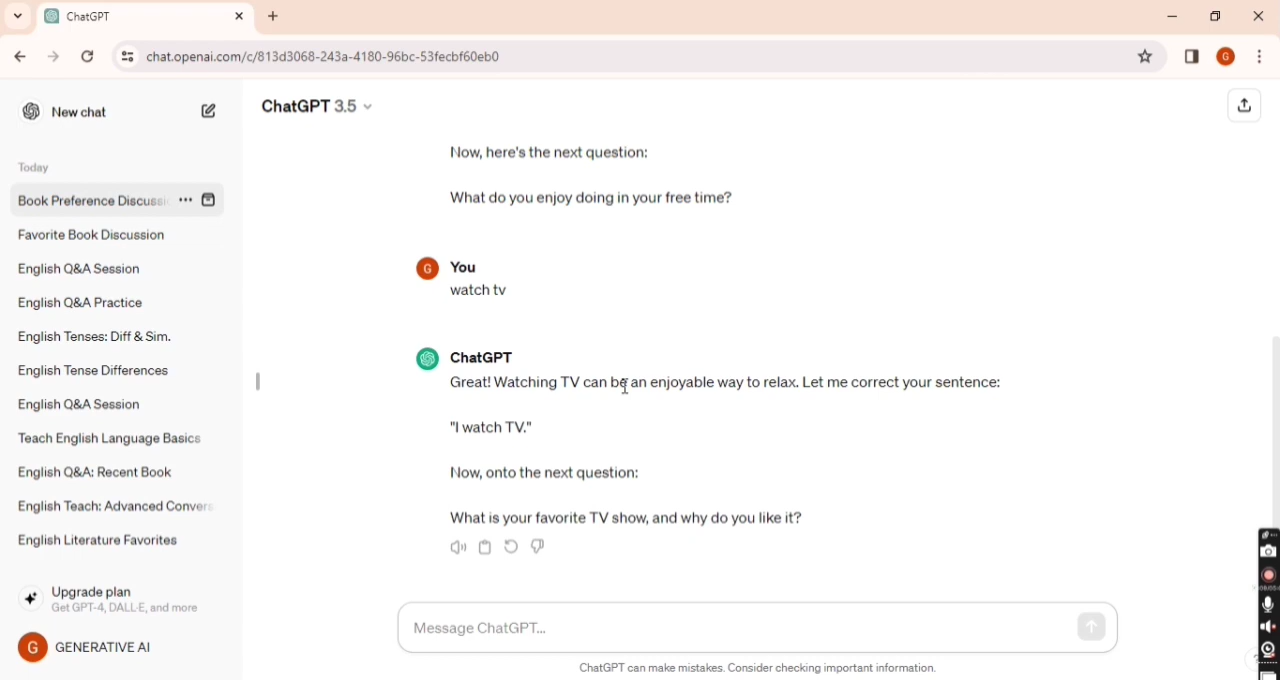 ChatGPT
chat.openai.com/c/813d3068-243a-4180-96bc-53fecbf60eb0
G
New chat
Today
Book Preference Discussi
Favorite Book Discussion
English Q&A Session
English Q&A Practice
English Tenses: Diff & Sim.
English Tense Differences
English Q&A Session
Teach English Language Basics
English Q&A: Recent Book
English Teach: Advanced Convers
English Literature Favorites
Upgrade plan
Get GPT-4, DALL·E, and more
G GENERATIVE AI
ChatGPT 3.5
Now, here's the next question:
What do you enjoy doing in your free time?
G You
watch tv
ChatGPT
Great! Watching TV can be an enjoyable way to relax. Let me correct your sentence:
"I watch TV."
Now, onto the next question:
What is your favorite TV show, and why do you like it?
Message ChatGPT...
ChatGPT can make mistakes. Consider checking important information.